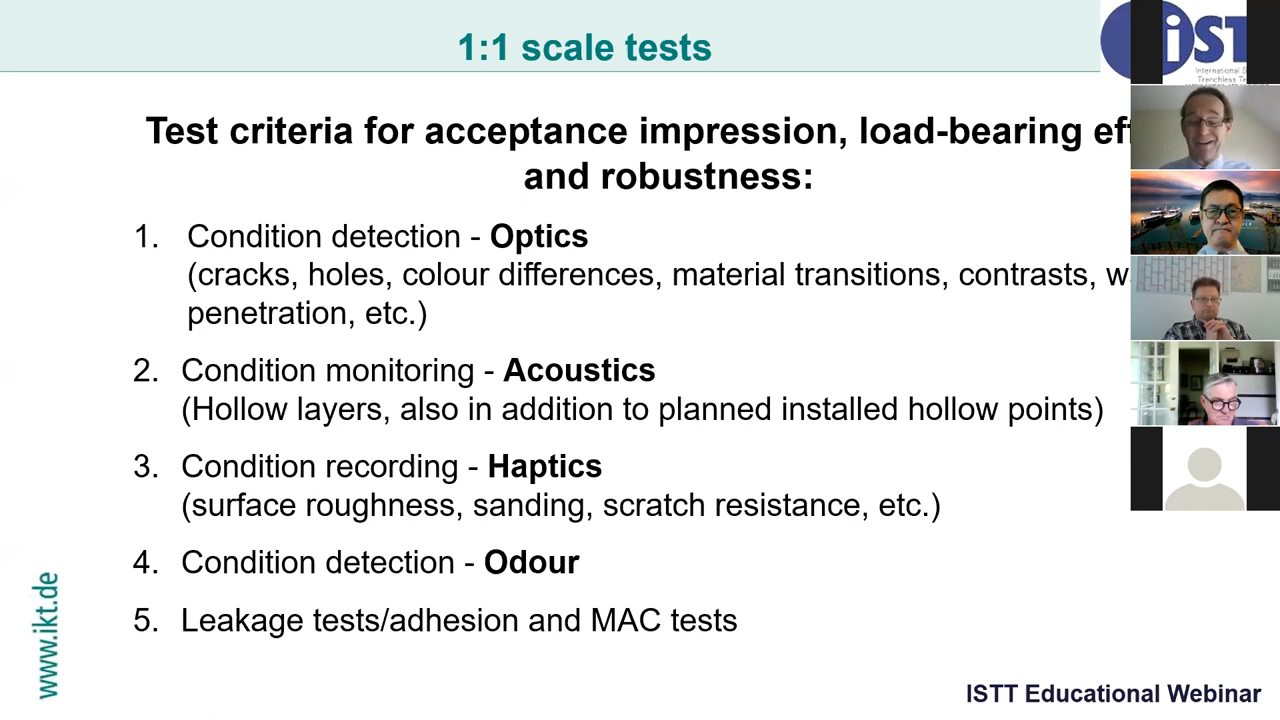 1:1 scale tests
Test criteria for acceptance impression, load-bearing
and robustness:
1. Condition detection - Optics
(cracks, holes, colour differences, material transitions, contrasts,
penetration, etc.)
2. Condition monitoring - Acoustics
(Hollow layers, also in addition to planned installed hollow points)
3. Condition recording - Haptics
(surface roughness, sanding, scratch resistance, etc.)
4. Condition detection - Odour
5. Leakage tests/adhesion and MAC tests
www.ikt.de
ISTT Educational Webinar
iST
International
Trenchless